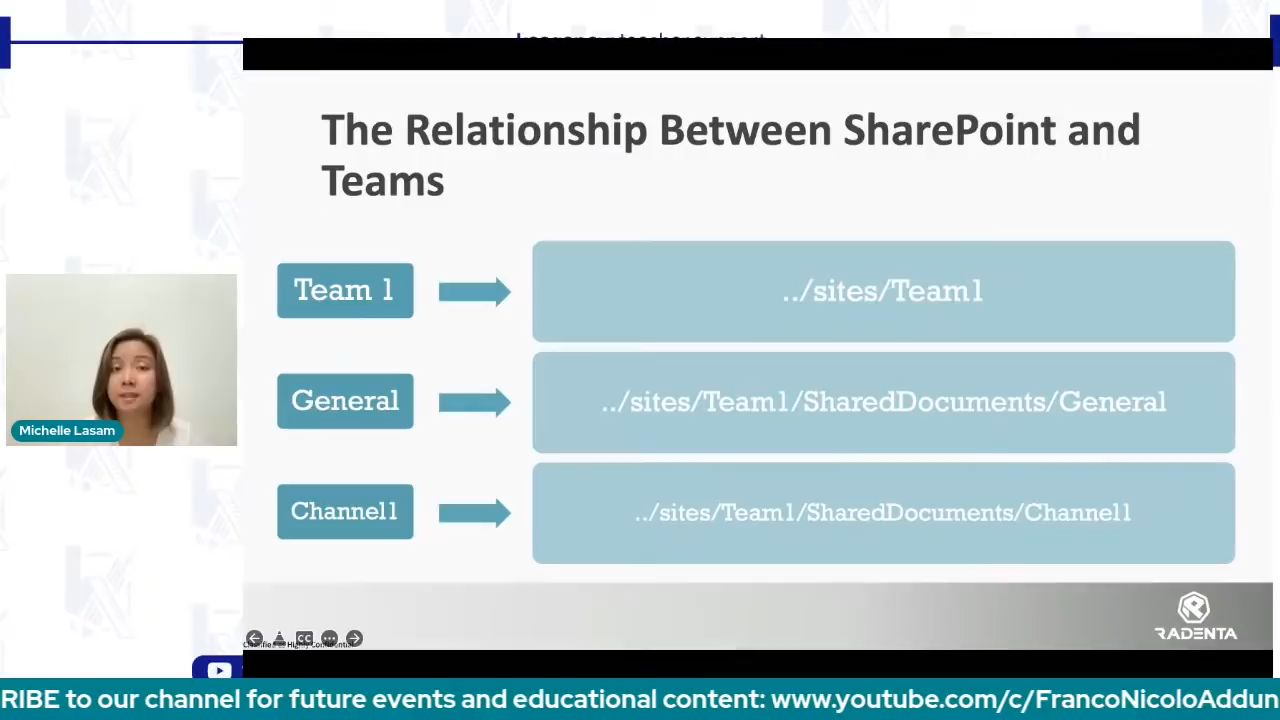 The Relationship Between SharePoint and
Teams
Team 1
../sites/Team1
General
../sites/Team1/SharedDocuments/General
Channel1
../sites/Team1/SharedDocuments/Channel1
Michelle Lasam
RADENTA
CC
RIBE to our channel for future events and educational content: www.youtube.com/c/FrancoNicoloAddun